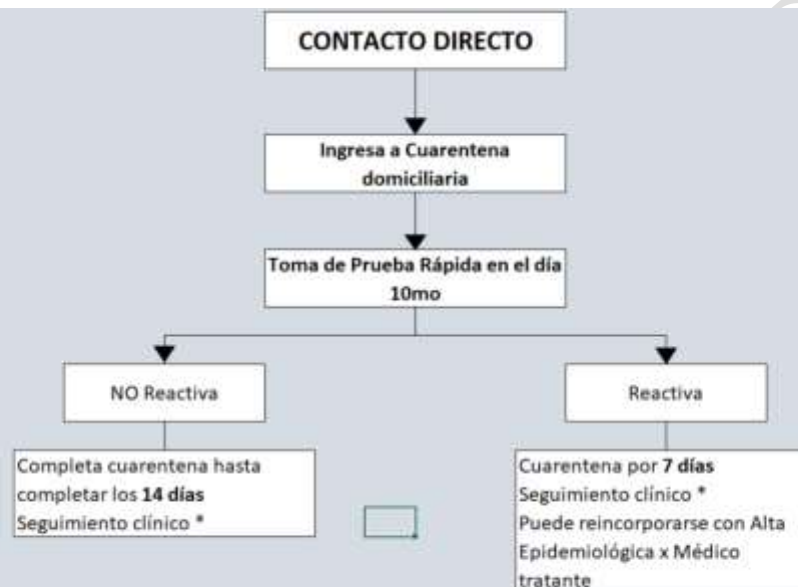 CONTACTO DIRECTO
Ingresa a Cuarentena
domiciliaria
Toma de Prueba Rápida en el día
10mo
NO Reactiva
Reactiva
Completa cuarentena hasta
completar los 14 días
Seguimiento clínico *
Cuarentena por 7 días
Seguimiento clínico *
Puede reincorporarse con Alta
Epidemiológica x Médico
tratante